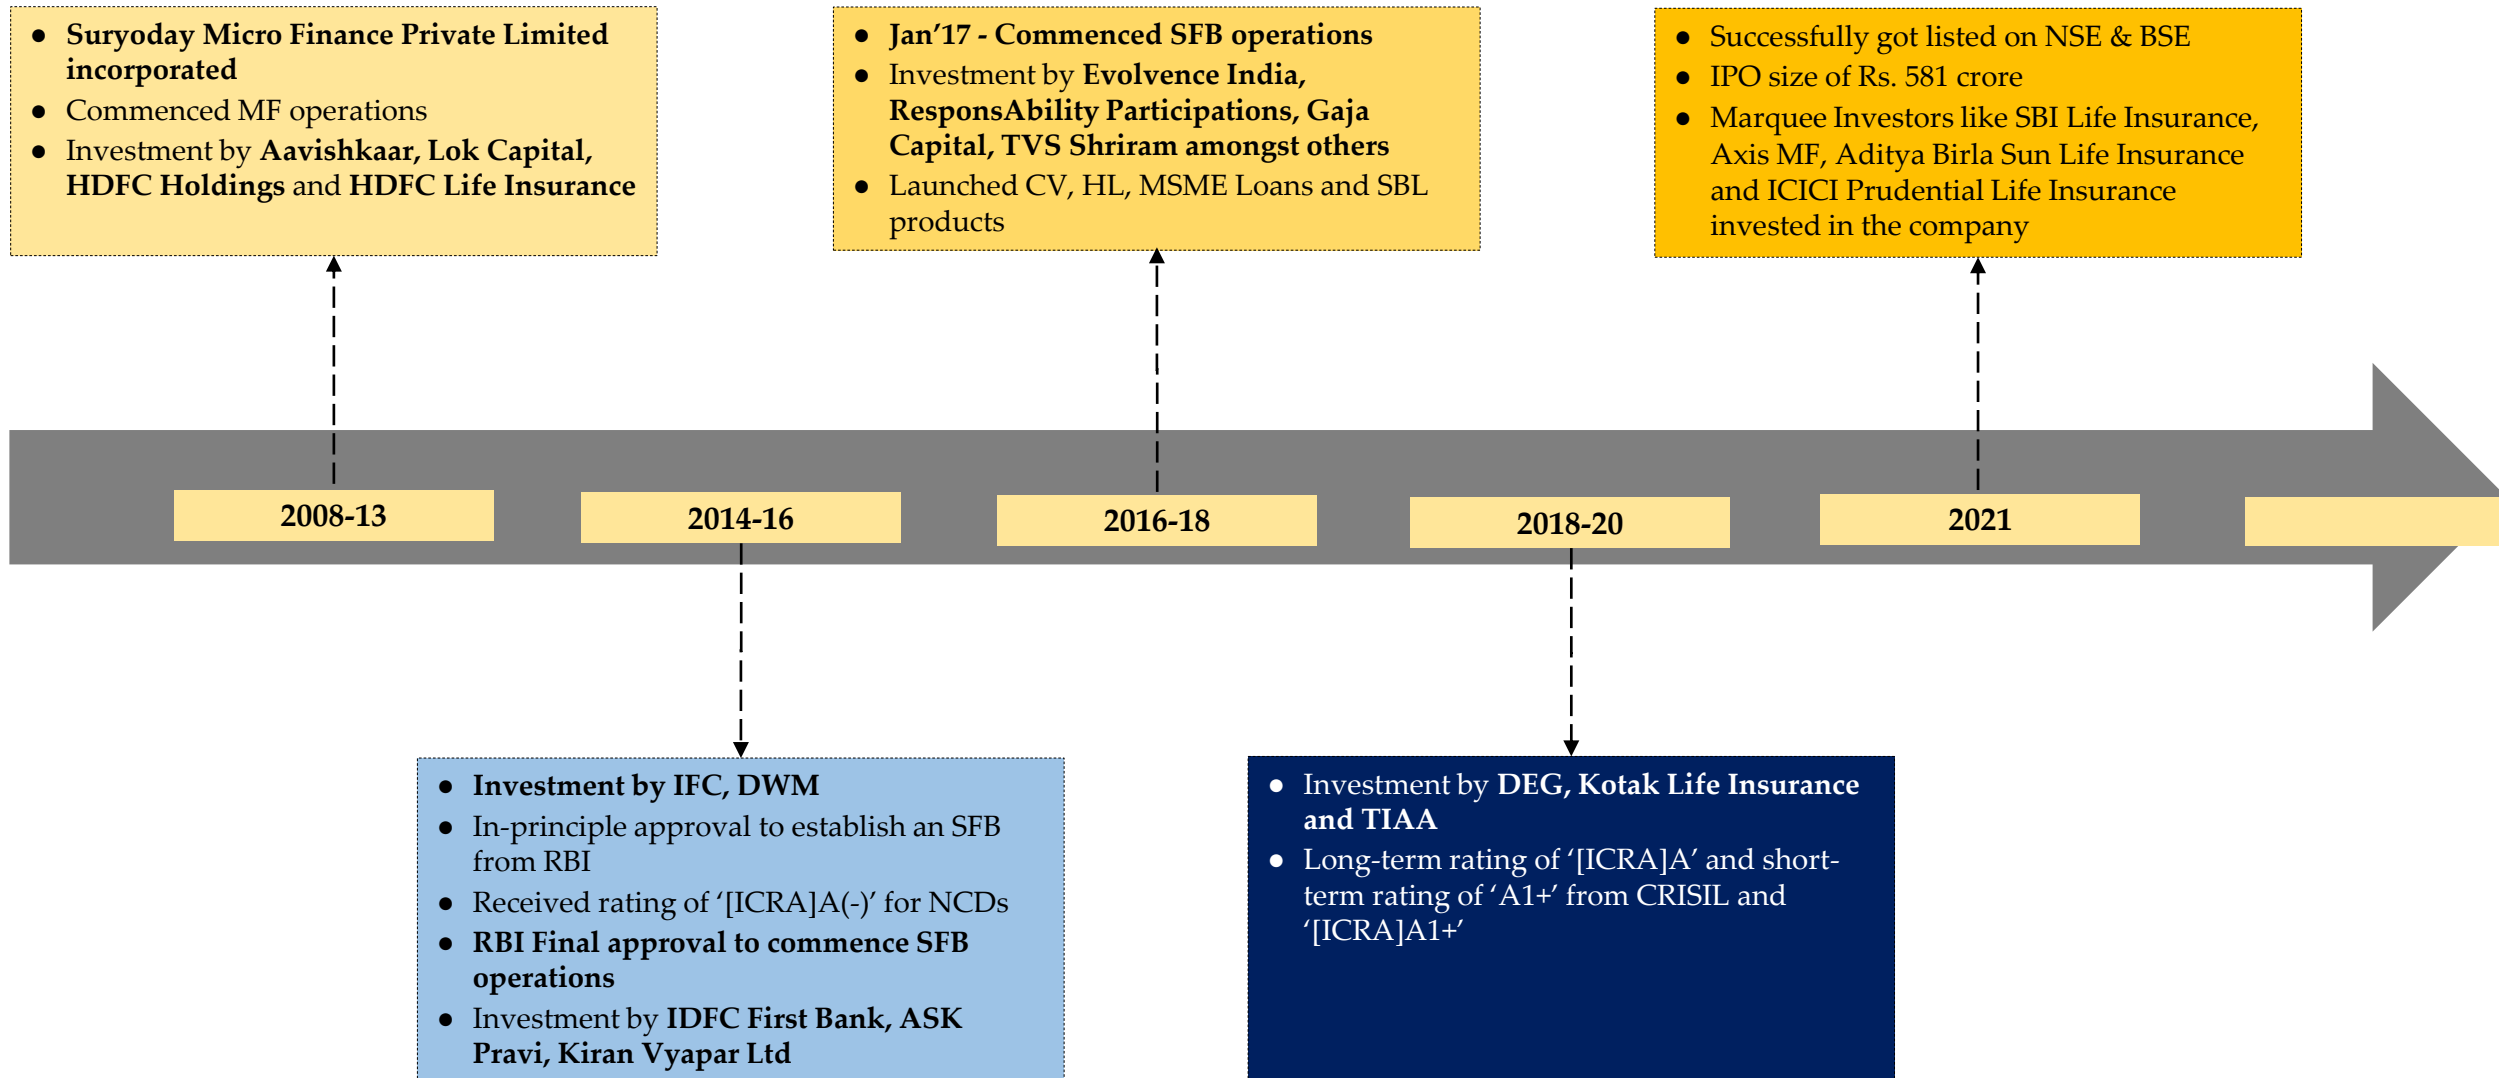 ● Suryoday Micro Finance Private Limited
incorporated
● Commenced MF operations
● Investment by Aavishkaar, Lok Capital,
HDFC Holdings and HDFC Life Insurance
● Jan’17 - Commenced SFB operations
● Investment by Evolvence India,
ResponsAbility Participations, Gaja
Capital, TVS Shriram amongst others
● Launched CV, HL, MSME Loans and SBL
products
● Successfully got listed on NSE & BSE
● IPO size of Rs. 581 crore
● Marquee Investors like SBI Life Insurance,
Axis MF, Aditya Birla Sun Life Insurance
and ICICI Prudential Life Insurance
invested in the company
2008-13
2014-16
2016-18
2018-20
2021
● Investment by IFC, DWM
● In-principle approval to establish an SFB
from RBI
● Received rating of ‘[ICRA]A(-)’ for NCDs
● RBI Final approval to commence SFB
operations
● Investment by IDFC First Bank, ASK
Pravi, Kiran Vyapar Ltd
● Investment by DEG, Kotak Life Insurance
and TIAA
● Long-term rating of ‘[ICRA]A’ and short-
term rating of ‘A1+’ from CRISIL and
‘[ICRA]A1+’